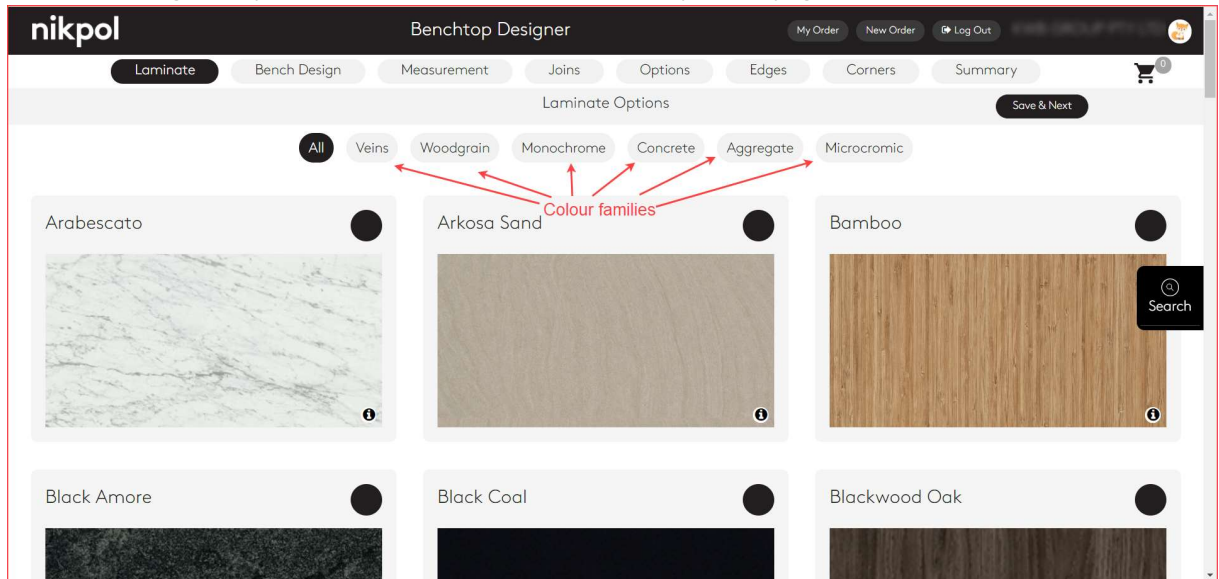 nikpol
Benchtop Designer
My Order New Order Log Out
Laminate Bench Design Measurement Joins Options Edges Corners Summary 0
Laminate Options Save & Next
All Veins Woodgrain Monochrome Concrete Aggregate Microcromic
Colour families
Arabescato Arkosa Sand Bamboo
Search
Black Amore Black Coal Blackwood Oak